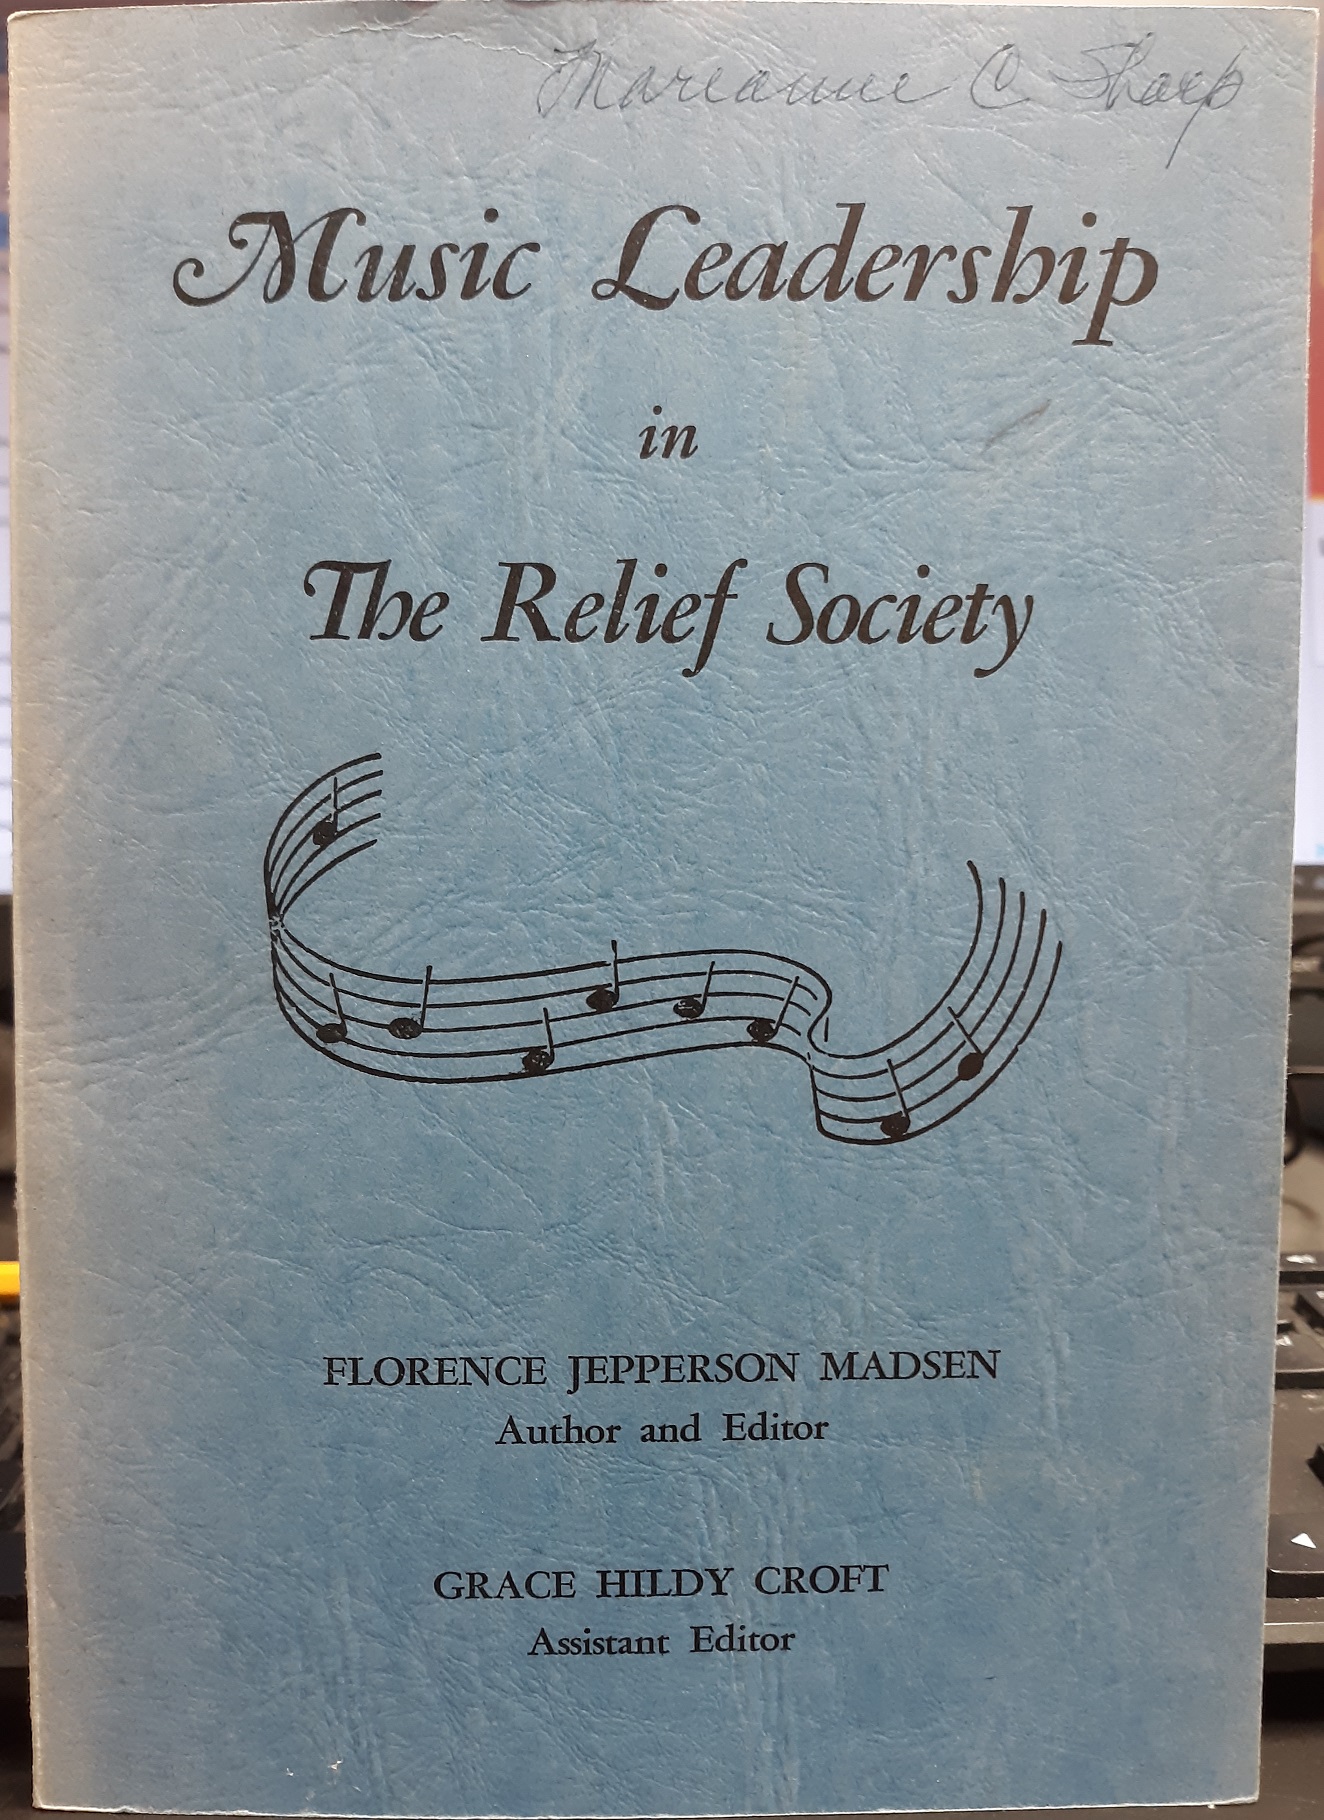 Marianne C. Sharp
Music Leadership
in
The Relief Society
FLORENCE JEPPERSON MADSEN
Author and Editor
GRACE HILDY CROFT
Assistant Editor